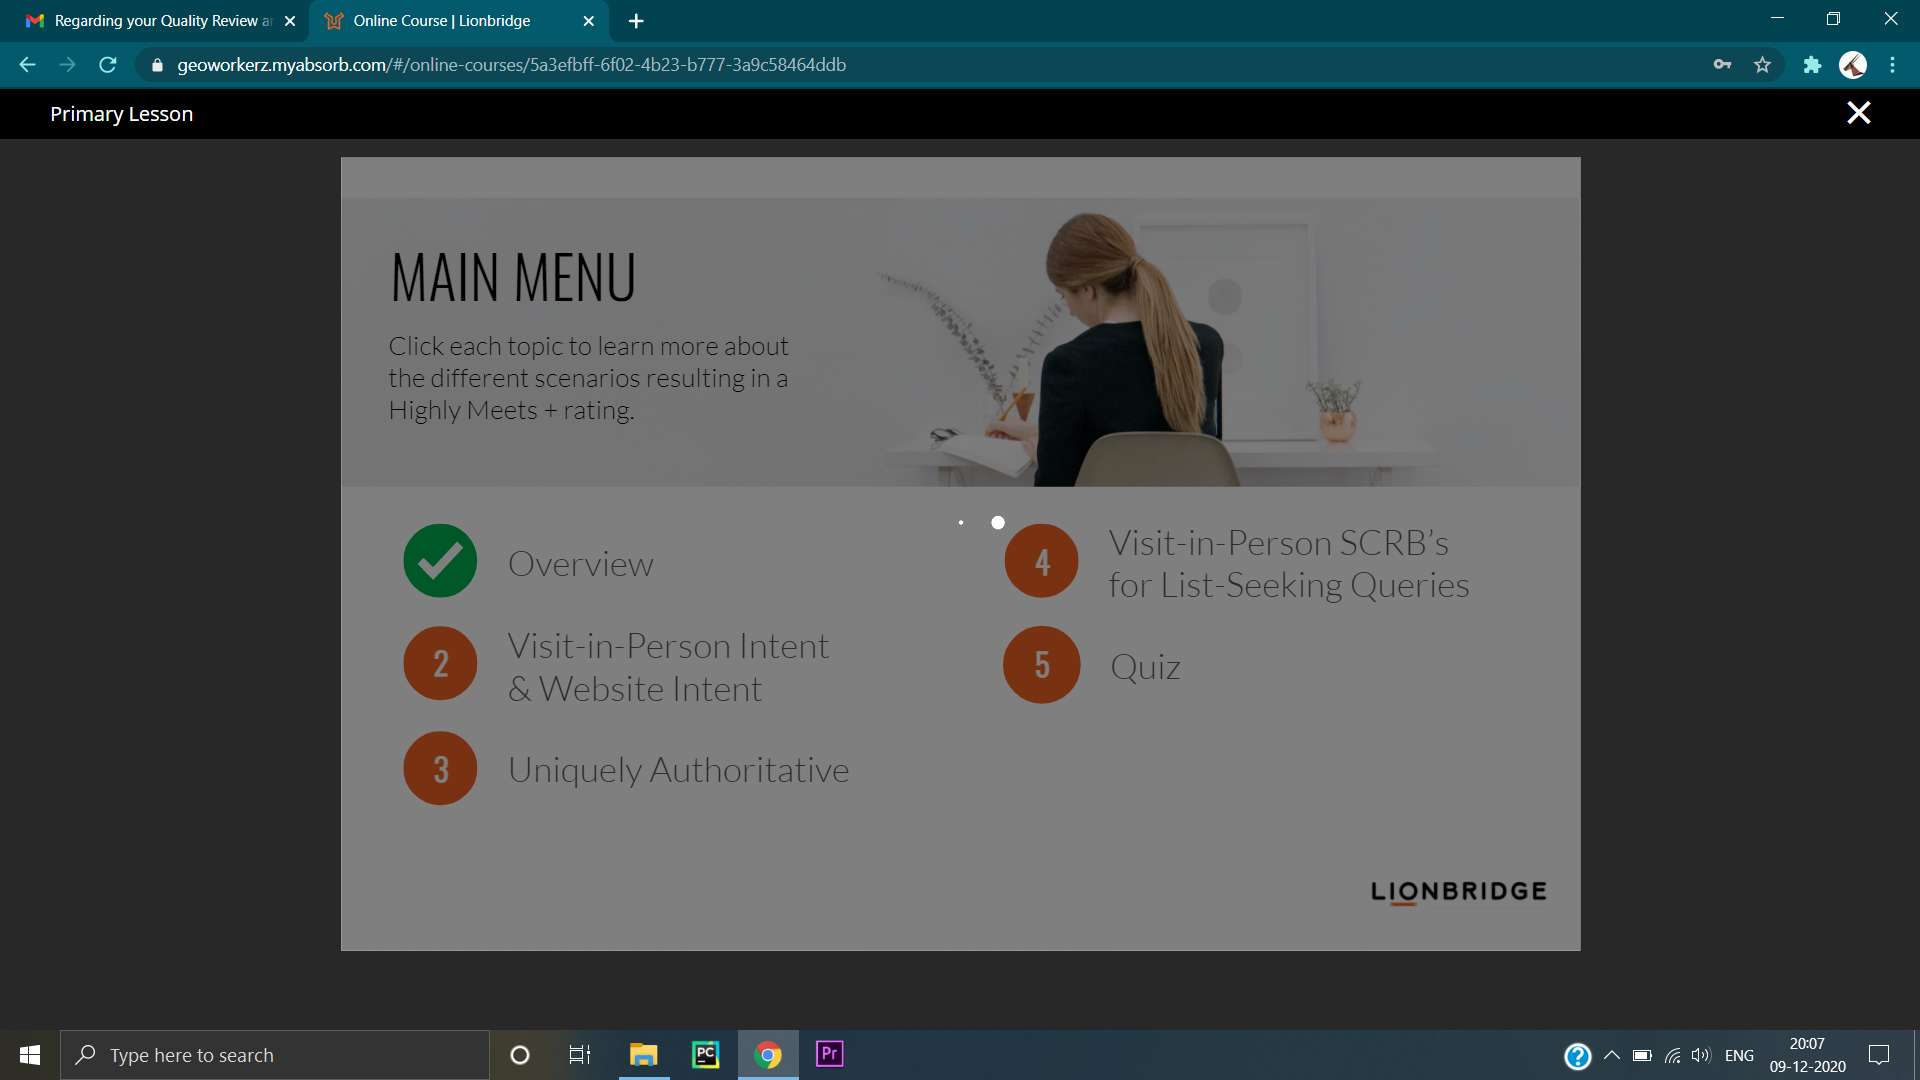 Regarding your Quality Review a
Online Course | Lionbridge
geoworkerz.myabsorb.com/#/online-courses/5a3efbff-6f02-4b23-b777-3a9c58464ddb
Primary Lesson
MAIN MENU
Click each topic to learn more about
the different scenarios resulting in a
Highly Meets + rating.
Overview
2
Visit-in-Person Intent
& Website Intent
3
Uniquely Authoritative
4
Visit-in-Person SCRB’s
for List-Seeking Queries
5
Quiz
LIONBRIDGE
Type here to search
PC
Pr
?
ENG
20:07
09-12-2020